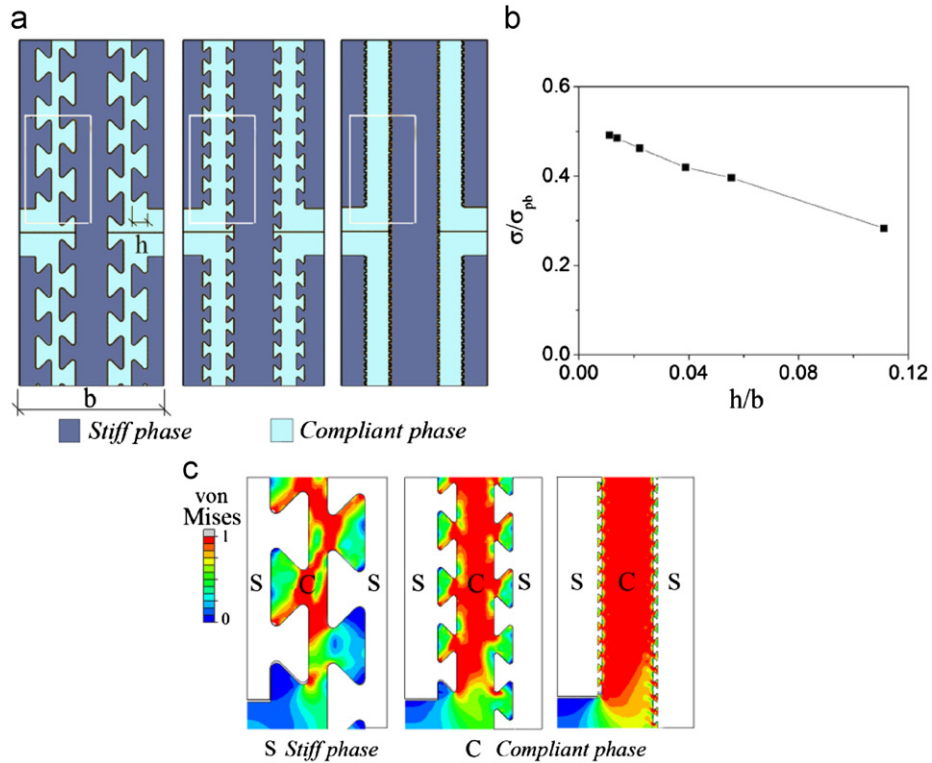 a
h
b
Stiff phase
Compliant phase
b
0.6
0.4
0.2
0.0
σ/σpb
0.00
0.04
0.08
0.12
h/b
c
von
Mises
1
0
S
C
S
S
C
S
S
C
S
S Stiff phase
C Compliant phase